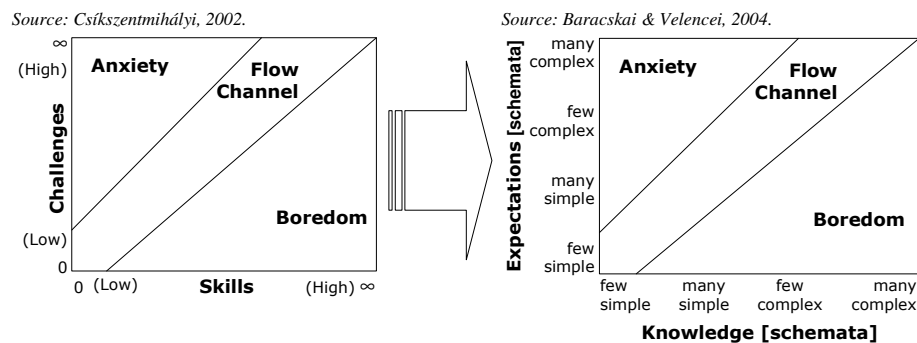 Source: Csíkszentmihályi, 2002.
∞
(High)
Anxiety
Flow
Channel
Challenges
Boredom
(Low)
0
0
(Low)
Skills
(High) ∞
Source: Baracskai & Velencei, 2004.
many
complex
Anxiety
Flow
Channel
few
complex
Expectations [schemata]
many
simple
Boredom
few
simple
few
simple
many
simple
few
complex
many
complex
Knowledge [schemata]